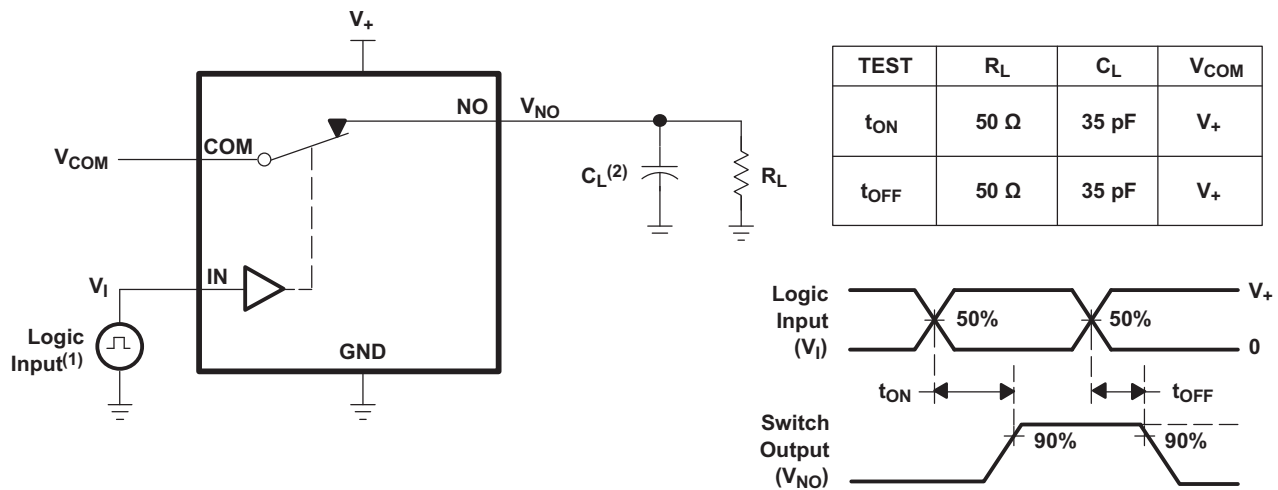 V+
NO
VNO
COM
VCOM
CL(2)
RL
IN
VI
Logic
Input(1)
GND
TEST RL CL VCOM
tON 50 Ω 35 pF V+
tOFF 50 Ω 35 pF V+
Logic
Input
(VI)
50%
50%
V+
0
tON
tOFF
Switch
Output
(VNO)
90%
90%